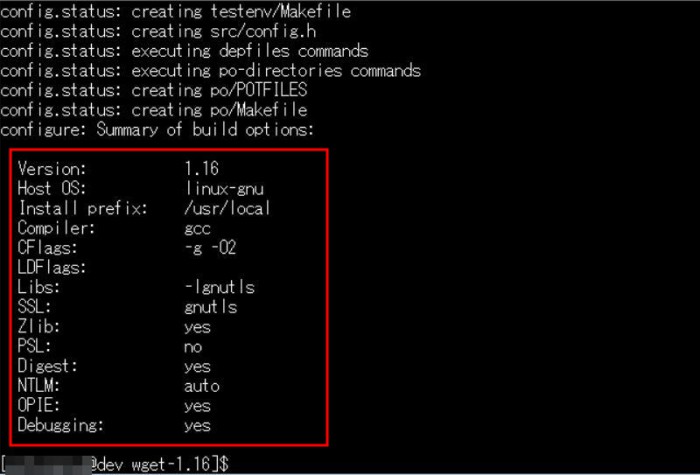 config.status: creating testenv/Makefile
config.status: creating src/config.h
config.status: executing depfiles commands
config.status: executing po-directories commands
config.status: creating po/POTFILES
config.status: creating po/Makefile
configure: Summary of build options:
Version: 1.16
Host OS: linux-gnu
Install prefix: /usr/local
Compiler: gcc
CFlags: -g -O2
LDFlags:
Libs: -lgnutls
SSL: gnutls
Zlib: yes
PSL: no
Digest: yes
NTLM: auto
OPIE: yes
Debugging: yes
[@dev wget-1.16]$